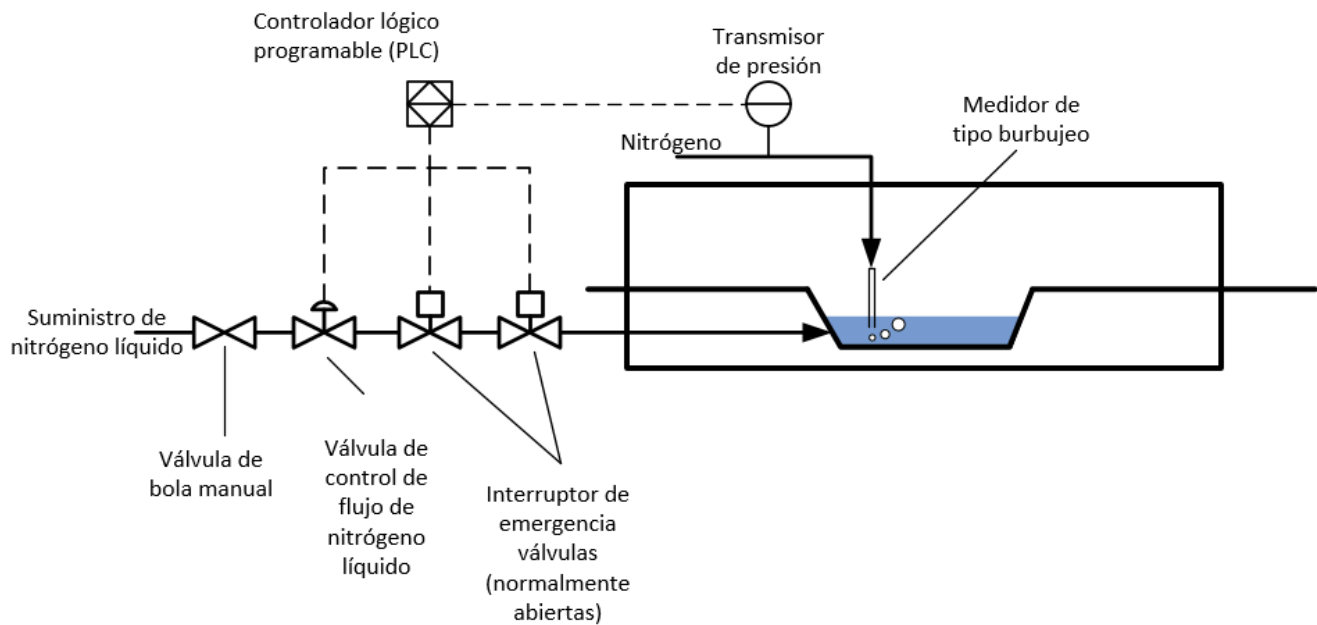 Controlador lógico
programable (PLC)
Transmisor
de presión
Medidor de
tipo burbujeo
Nitrógeno
Suministro de
nitrógeno líquido
Válvula de
bola manual
Válvula de
control de
flujo de
nitrógeno
líquido
Interruptor de
emergencia
válvulas
(normalmente
abiertas)